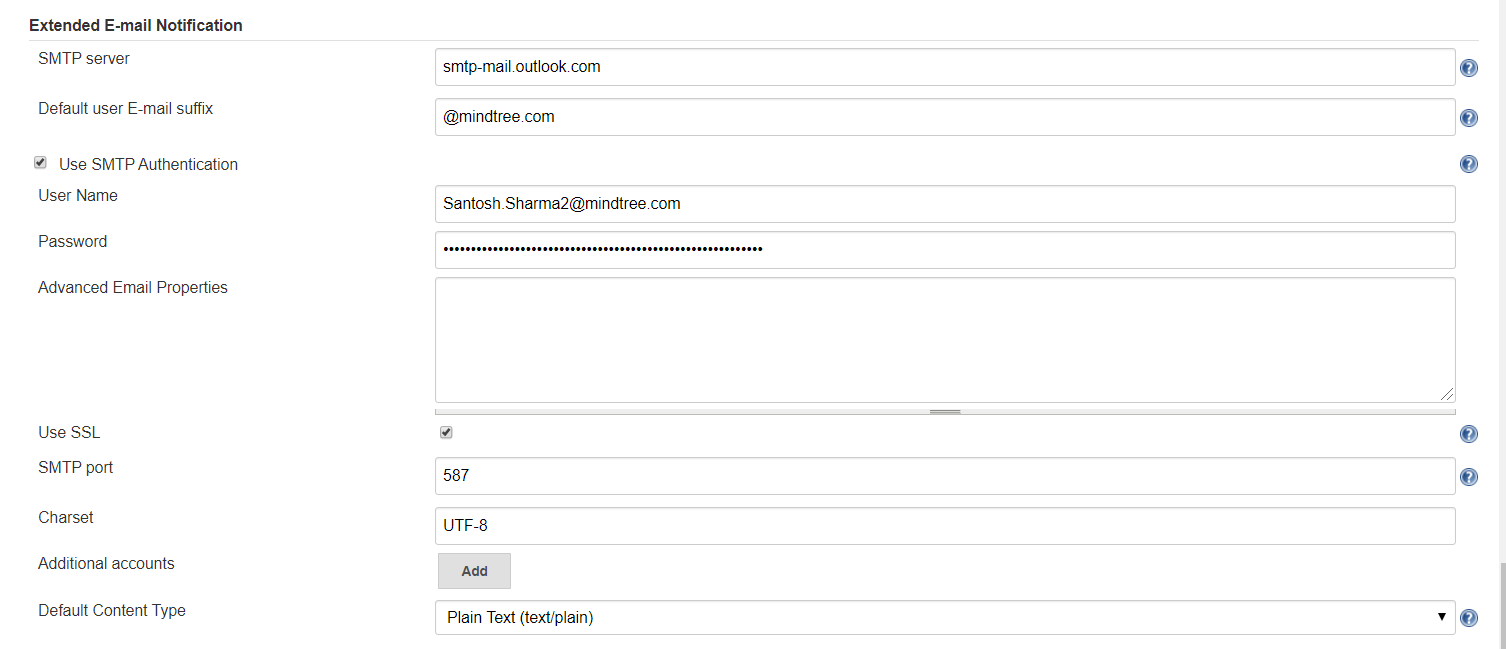 Extended E-mail Notification
SMTP server
smtp-mail.outlook.com
Default user E-mail suffix
@mindtree.com
Use SMTP Authentication
User Name
Santosh.Sharma2@mindtree.com
Password
Advanced Email Properties
Use SSL
SMTP port
587
Charset
UTF-8
Additional accounts
Add
Default Content Type
Plain Text (text/plain)